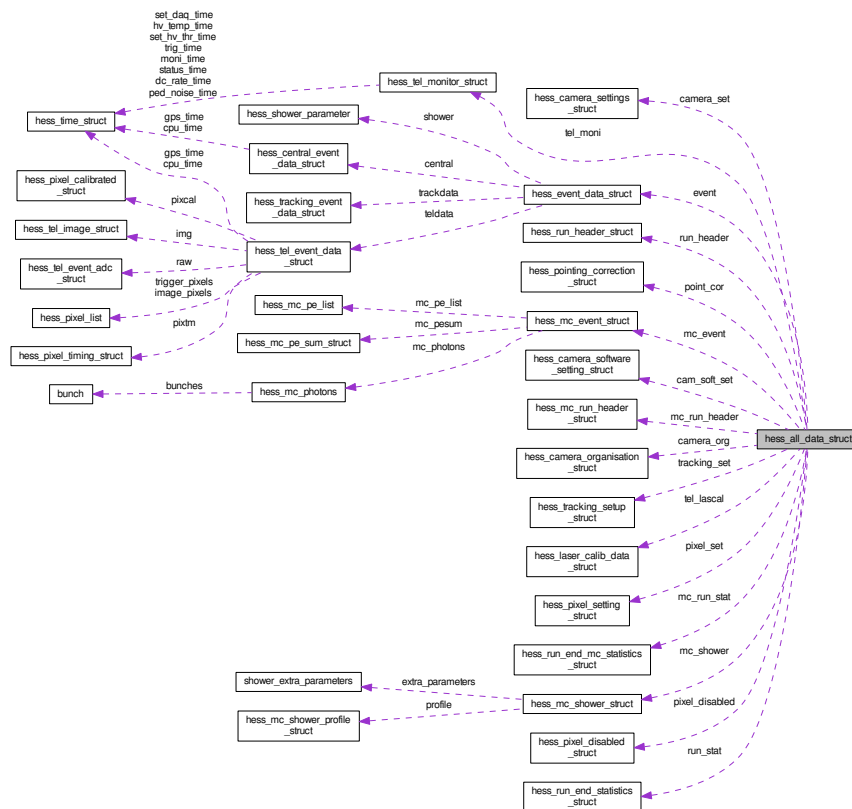 set_daq_time
hv_temp_time
set_hv_thr_time
trig_time
moni_time
status_time
dc_rate_time
ped_noise_time
hess_tel_monitor_struct
hess_camera_settings
_struct
camera_set
hess_time_struct
gps_time
cpu_time
hess_shower_parameter
shower
tel_moni
hess_central_event
_data_struct
central
gps_time
cpu_time
hess_pixel_calibrated
_struct
pixcal
hess_tracking_event
_data_struct
trackdata
teldata
hess_event_data_struct
event
hess_tel_image_struct
img
hess_tel_event_data
_struct
hess_run_header_struct
run_header
hess_tel_event_adc
_struct
raw
trigger_pixels
image_pixels
hess_pointing_correction
_struct
point_cor
hess_pixel_list
pixtm
hess_mc_pe_list
mc_pe_list
hess_mc_event_struct
mc_event
hess_pixel_timing_struct
hess_mc_pe_sum_struct
mc_pesum
mc_photons
hess_camera_software
_setting_struct
cam_soft_set
bunch
bunches
hess_mc_photons
hess_mc_run_header
_struct
mc_run_header
hess_all_data_struct
hess_camera_organisation
_struct
camera_org
tracking_set
hess_tracking_setup
_struct
tel_lascal
hess_laser_calib_data
_struct
pixel_set
hess_pixel_setting
_struct
mc_run_stat
hess_run_end_mc_statistics
_struct
mc_shower
shower_extra_parameters
extra_parameters
hess_mc_shower_struct
pixel_disabled
hess_mc_shower_profile
_struct
profile
hess_pixel_disabled
_struct
run_stat
hess_run_end_statistics
_struct